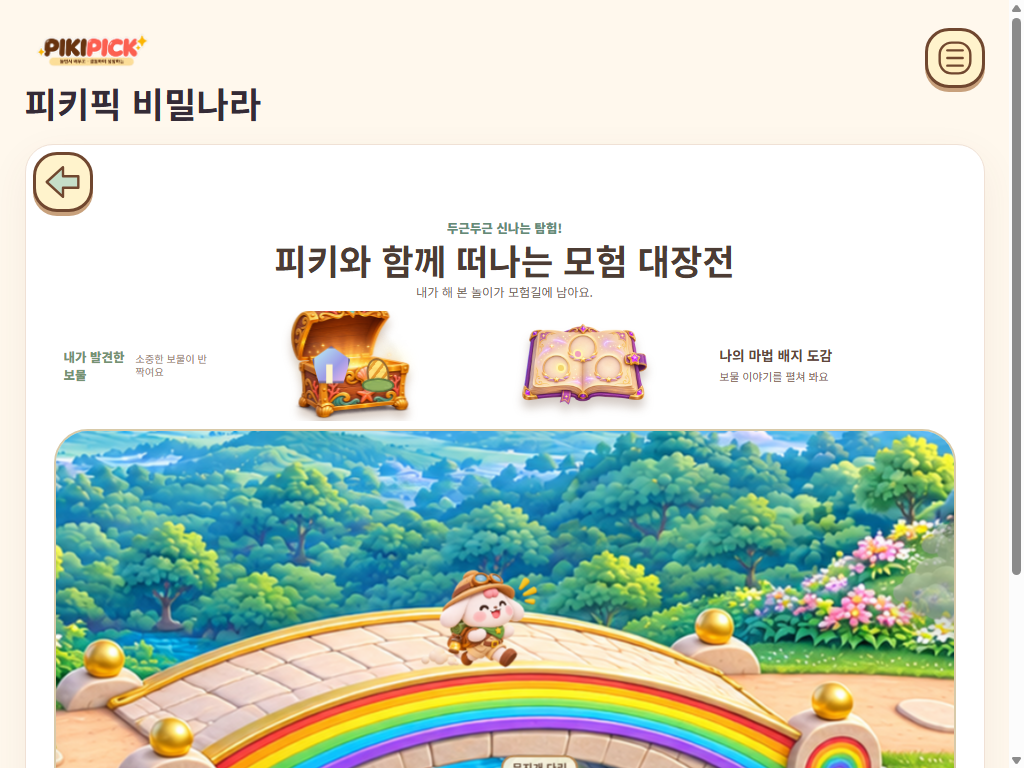 PIKIPICK
피키픽 비밀나라
두근두근 신나는 탐험!
피키와 함께 떠나는 모험 대장전
내가 해 본 놀이가 모험길에 남아요.
내가 발견한
보물
소중한 보물이 반
짝여요
나의 마법 배지 도감
보물 이야기를 펼쳐 봐요